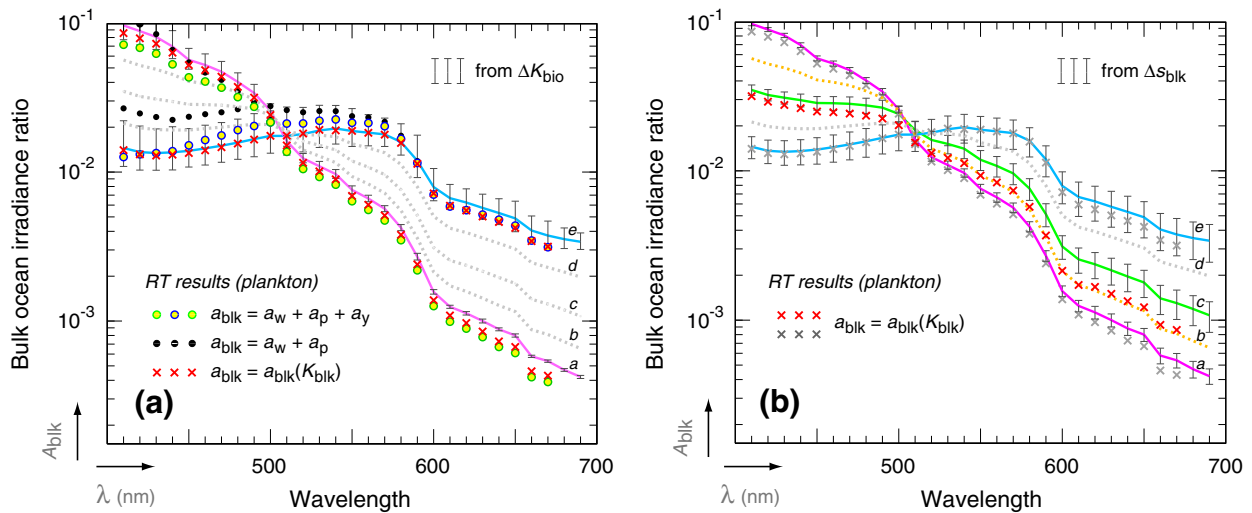 Bulk ocean irradiance ratio
10⁻¹
10⁻²
10⁻³
from ΔK_bio
RT results (plankton)
a_blk = a_w + a_p + a_y
a_blk = a_w + a_p
a_blk = a_blk(K_blk)
e
d
c
b
a
(a)
A_blk
λ (nm)
500
600
700
Wavelength
Bulk ocean irradiance ratio
10⁻¹
10⁻²
10⁻³
from Δs_blk
RT results (plankton)
a_blk = a_blk(K_blk)
e
d
c
b
a
(b)
A_blk
λ (nm)
500
600
700
Wavelength